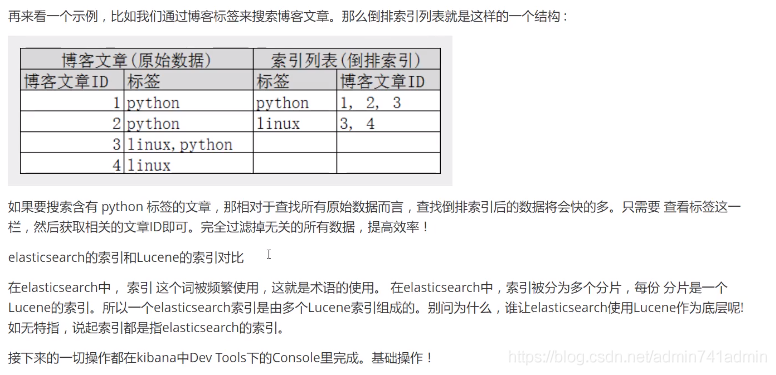 再来看一个示例，比如我们通过博客标签来搜索博客文章。那么倒排索引列表就是这样的一个结构：
博客文章(原始数据) 索引列表(倒排索引)
博客文章ID 标签 标签 博客文章ID
1 python python 1, 2, 3
2 python linux 3, 4
3 linux,python
4 linux
如果要搜索含有 python 标签的文章，那相对于查找所有原始数据而言，查找倒排索引后的数据将会快的多。只需要 查看标签这一
栏，然后获取相关的文章ID即可。完全过滤掉无关的所有数据，提高效率！
elasticsearch的索引和Lucene的索引对比
在elasticsearch中， 索引 这个词被频繁使用，这就是术语的使用。 在elasticsearch中，索引被分为多个分片，每份 分片是一个
Lucene的索引。所以一个elasticsearch索引是由多个Lucene索引组成的。别问为什么，谁让elasticsearch使用Lucene作为底层呢!
如无特指，说起索引都是指elasticsearch的索引。
接下来的一切操作都在kibana中Dev Tools下的Console里完成。基础操作！
https://blog.csdn.net/admin741admin